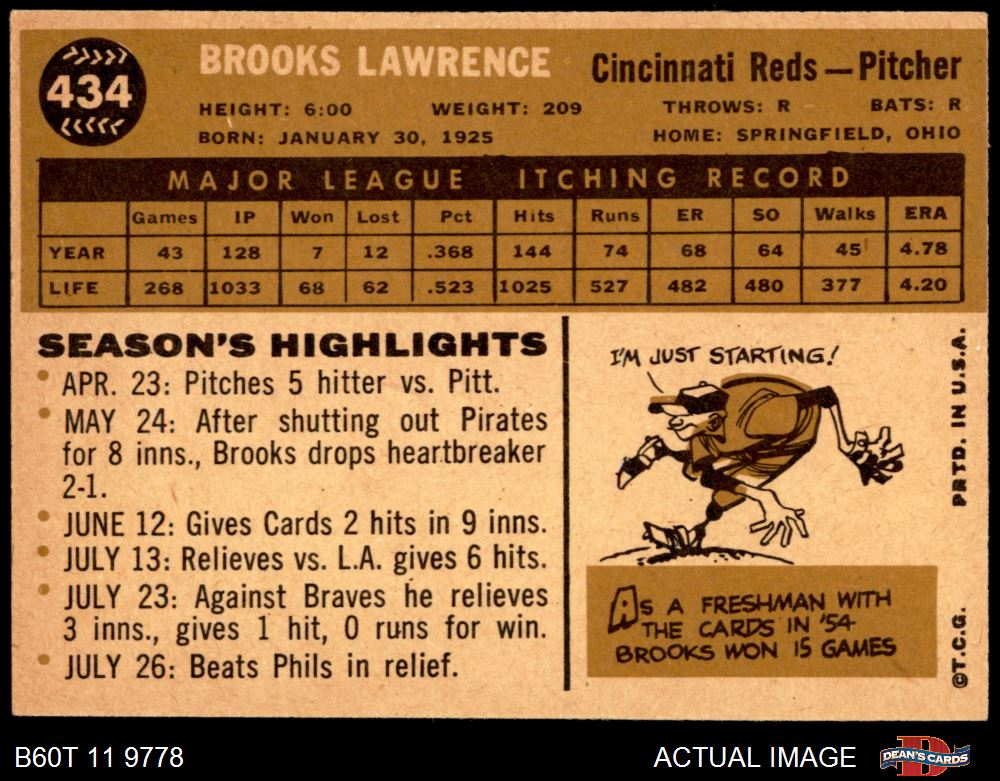 434
BROOKS LAWRENCE
Cincinnati Reds — Pitcher
HEIGHT: 6:00 WEIGHT: 209 THROWS: R BATS: R
BORN: JANUARY 30, 1925 HOME: SPRINGFIELD, OHIO
MAJOR LEAGUE ITCHING RECORD
Games IP Won Lost Pct Hits Runs ER SO Walks ERA
YEAR 43 128 7 12 .368 144 74 68 64 45 4.78
LIFE 268 1033 68 62 .523 1025 527 482 480 377 4.20
SEASON'S HIGHLIGHTS
• APR. 23: Pitches 5 hitter vs. Pitt.
• MAY 24: After shutting out Pirates
for 8 inns., Brooks drops heartbreaker
2-1.
• JUNE 12: Gives Cards 2 hits in 9 inns.
• JULY 13: Relieves vs. L.A. gives 6 hits.
• JULY 23: Against Braves he relieves
3 inns., gives 1 hit, 0 runs for win.
• JULY 26: Beats Phils in relief.
I'M JUST STARTING!
AS A FRESHMAN WITH
THE CARDS IN '54
BROOKS WON 15 GAMES
©T.C.G. PRTD. IN U.S.A.
B60T 11 9778 ACTUAL IMAGE
D
DEAN'S CARDS